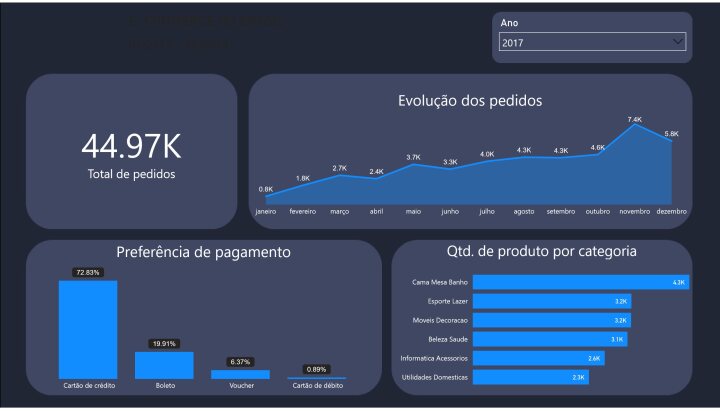 Ano
2017
44.97K
Total de pedidos
Evolução dos pedidos
0.8K
1.8K
2.7K
2.4K
3.7K
3.3K
4.0K
4.3K
4.3K
4.6K
7.4K
5.8K
janeiro
fevereiro
março
abril
maio
junho
julho
agosto
setembro
outubro
novembro
dezembro
Preferência de pagamento
72.83%
19.91%
6.37%
0.89%
Cartão de crédito
Boleto
Voucher
Cartão de débito
Qtd. de produto por categoria
Cama Mesa Banho
4.3K
Esporte Lazer
3.2K
Moveis Decoracao
3.2K
Beleza Saude
3.1K
Informatica Acessorios
2.6K
Utilidades Domesticas
2.3K